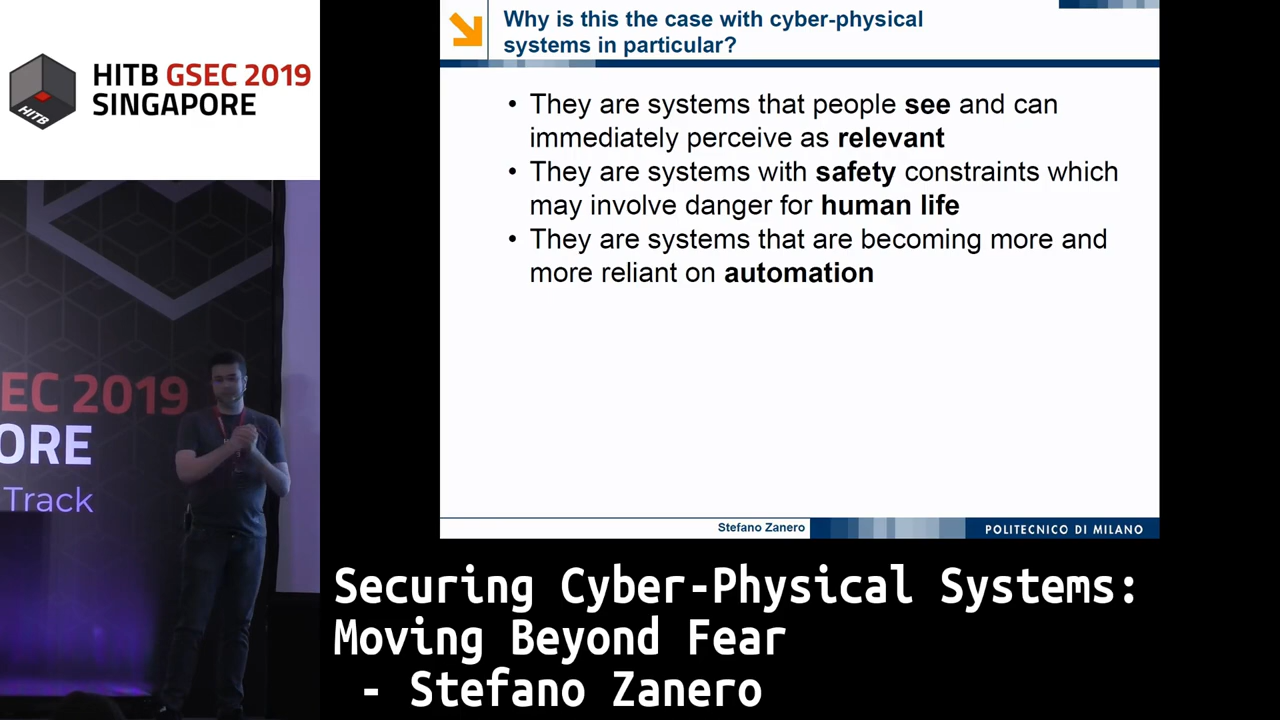 HITB GSEC 2019
SINGAPORE
HITB
EC 2019
ORE
Track
Why is this the case with cyber-physical
systems in particular?
• They are systems that people see and can
immediately perceive as relevant
• They are systems with safety constraints which
may involve danger for human life
• They are systems that are becoming more and
more reliant on automation
Stefano Zanero
POLITECNICO DI MILANO
Securing Cyber-Physical Systems:
Moving Beyond Fear
- Stefano Zanero